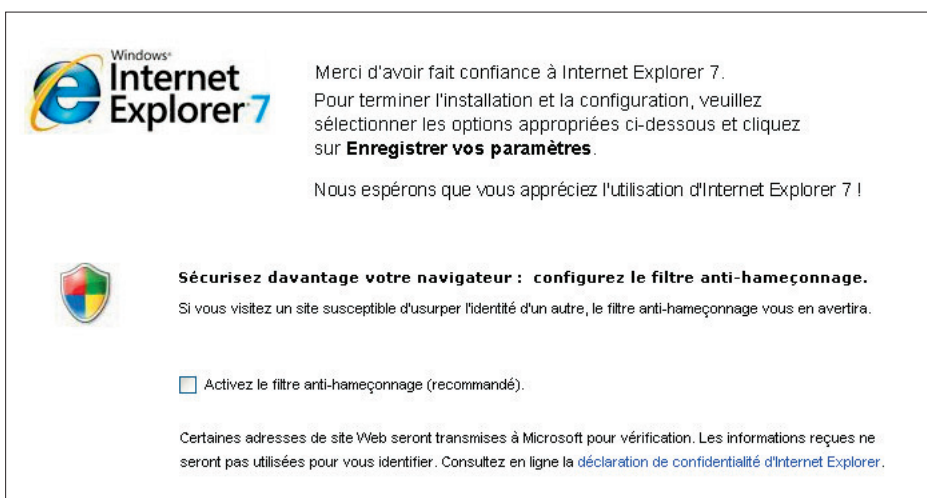 Windows®
Internet
Explorer 7
Merci d'avoir fait confiance à Internet Explorer 7.
Pour terminer l'installation et la configuration, veuillez
sélectionner les options appropriées ci-dessous et cliquez
sur Enregistrer vos paramètres.
Nous espérons que vous appréciez l'utilisation d'Internet Explorer 7 !
Sécurisez davantage votre navigateur : configurez le filtre anti-hameçonnage.
Si vous visitez un site susceptible d'usurper l'identité d'un autre, le filtre anti-hameçonnage vous en avertira.
Activez le filtre anti-hameçonnage (recommandé).
Certaines adresses de site Web seront transmises à Microsoft pour vérification. Les informations reçues ne
seront pas utilisées pour vous identifier. Consultez en ligne la déclaration de confidentialité d'Internet Explorer.